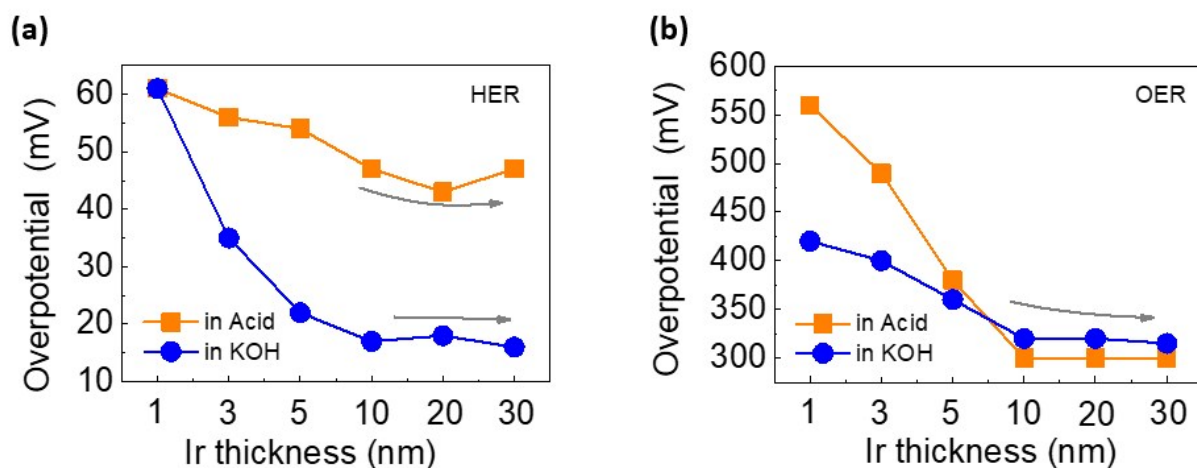 (a)
HER
60
50
40
30
20
10
Overpotential (mV)
in Acid
in KOH
1 3 5 10 20 30
Ir thickness (nm)
(b)
OER
600
550
500
450
400
350
300
Overpotential (mV)
in Acid
in KOH
1 3 5 10 20 30
Ir thickness (nm)